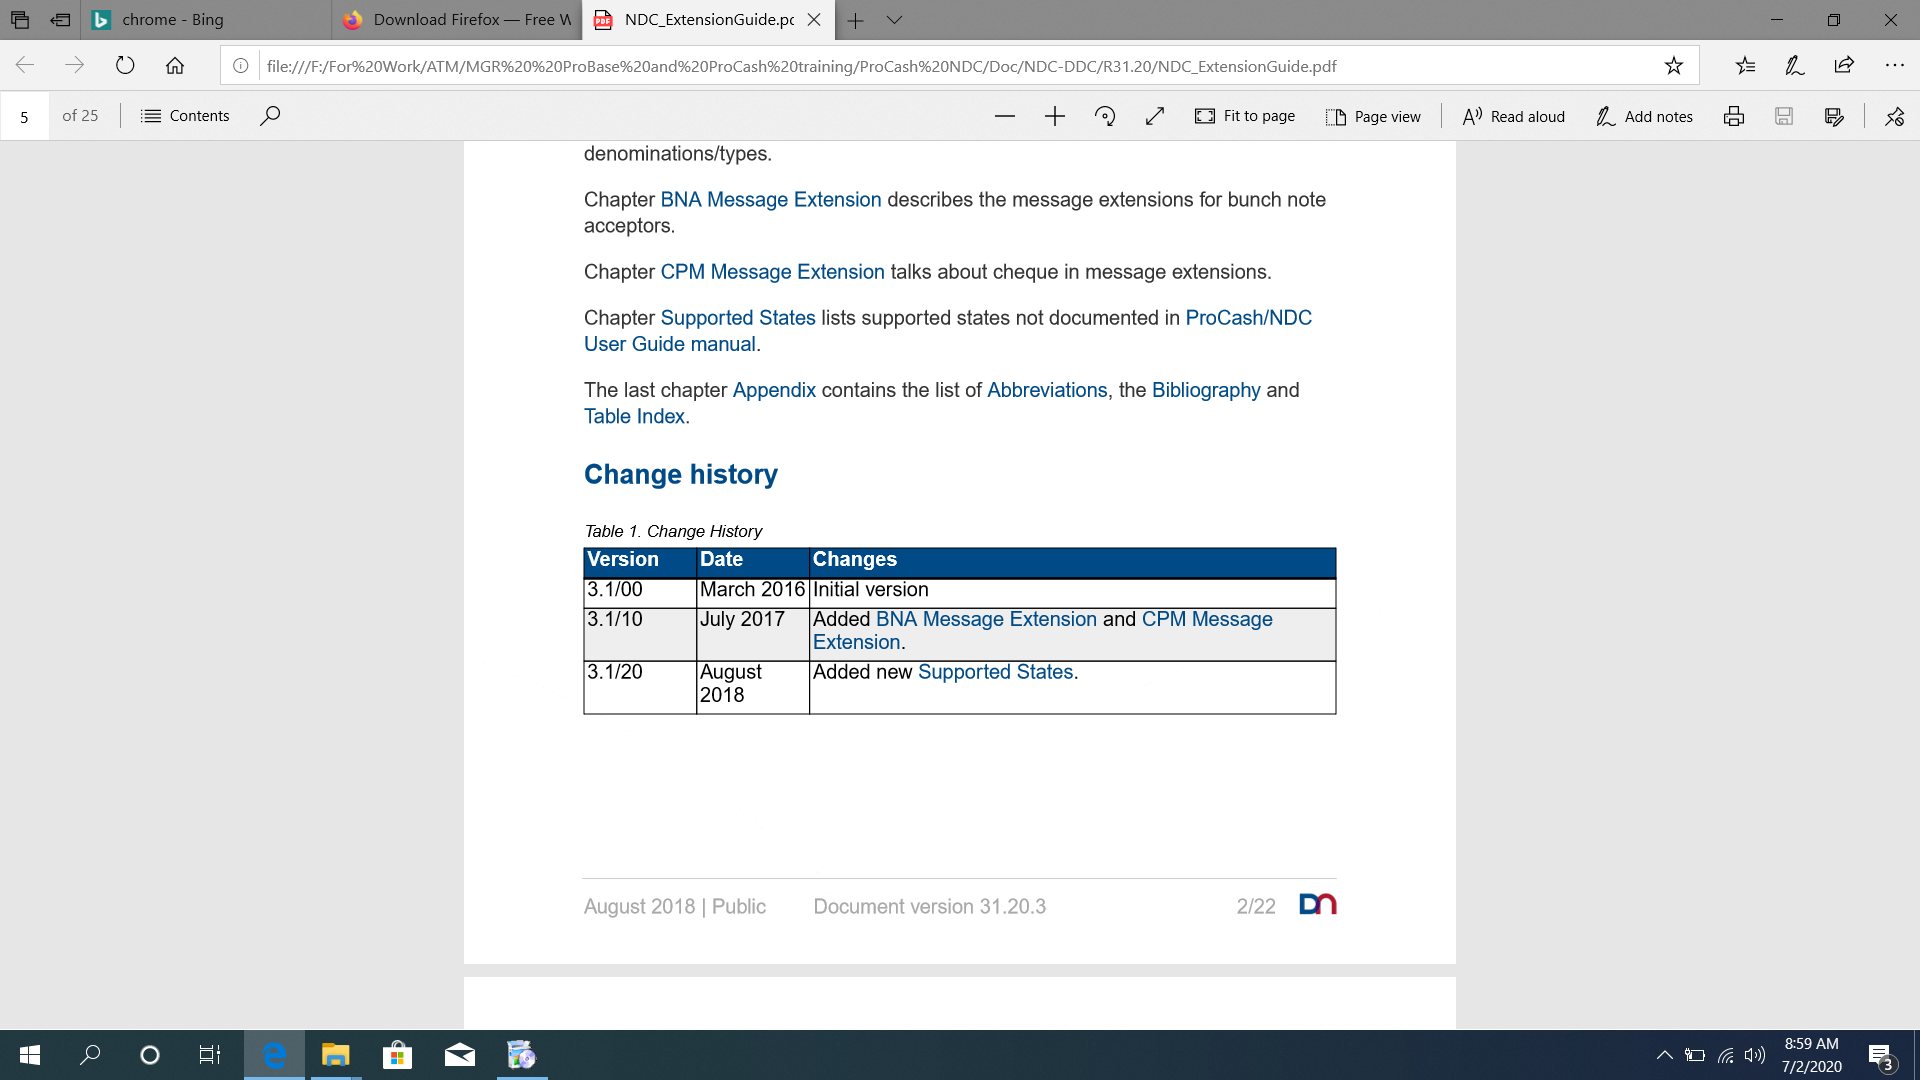 chrome - Bing
Download Firefox — Free W
NDC_ExtensionGuide.pc
file:///F:/For%20Work/ATM/MGR%20%20ProBase%20and%20ProCash%20training/ProCash%20NDC/Doc/NDC-DDC/R31.20/NDC_ExtensionGuide.pdf
5 of 25 Contents Fit to page Page view Read aloud Add notes
denominations/types.
Chapter BNA Message Extension describes the message extensions for bunch note
acceptors.
Chapter CPM Message Extension talks about cheque in message extensions.
Chapter Supported States lists supported states not documented in ProCash/NDC
User Guide manual.
The last chapter Appendix contains the list of Abbreviations, the Bibliography and
Table Index.
Change history
Table 1. Change History
Version Date Changes
3.1/00 March 2016 Initial version
3.1/10 July 2017 Added BNA Message Extension and CPM Message
Extension.
3.1/20 August Added new Supported States.
2018
August 2018 | Public Document version 31.20.3 2/22 DN
8:59 AM
7/2/2020
3